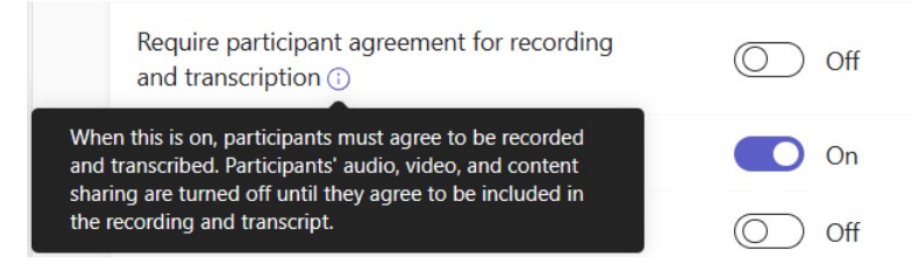 Require participant agreement for recording
and transcription
Off
When this is on, participants must agree to be recorded
and transcribed. Participants' audio, video, and content
sharing are turned off until they agree to be included in
the recording and transcript.
On
Off